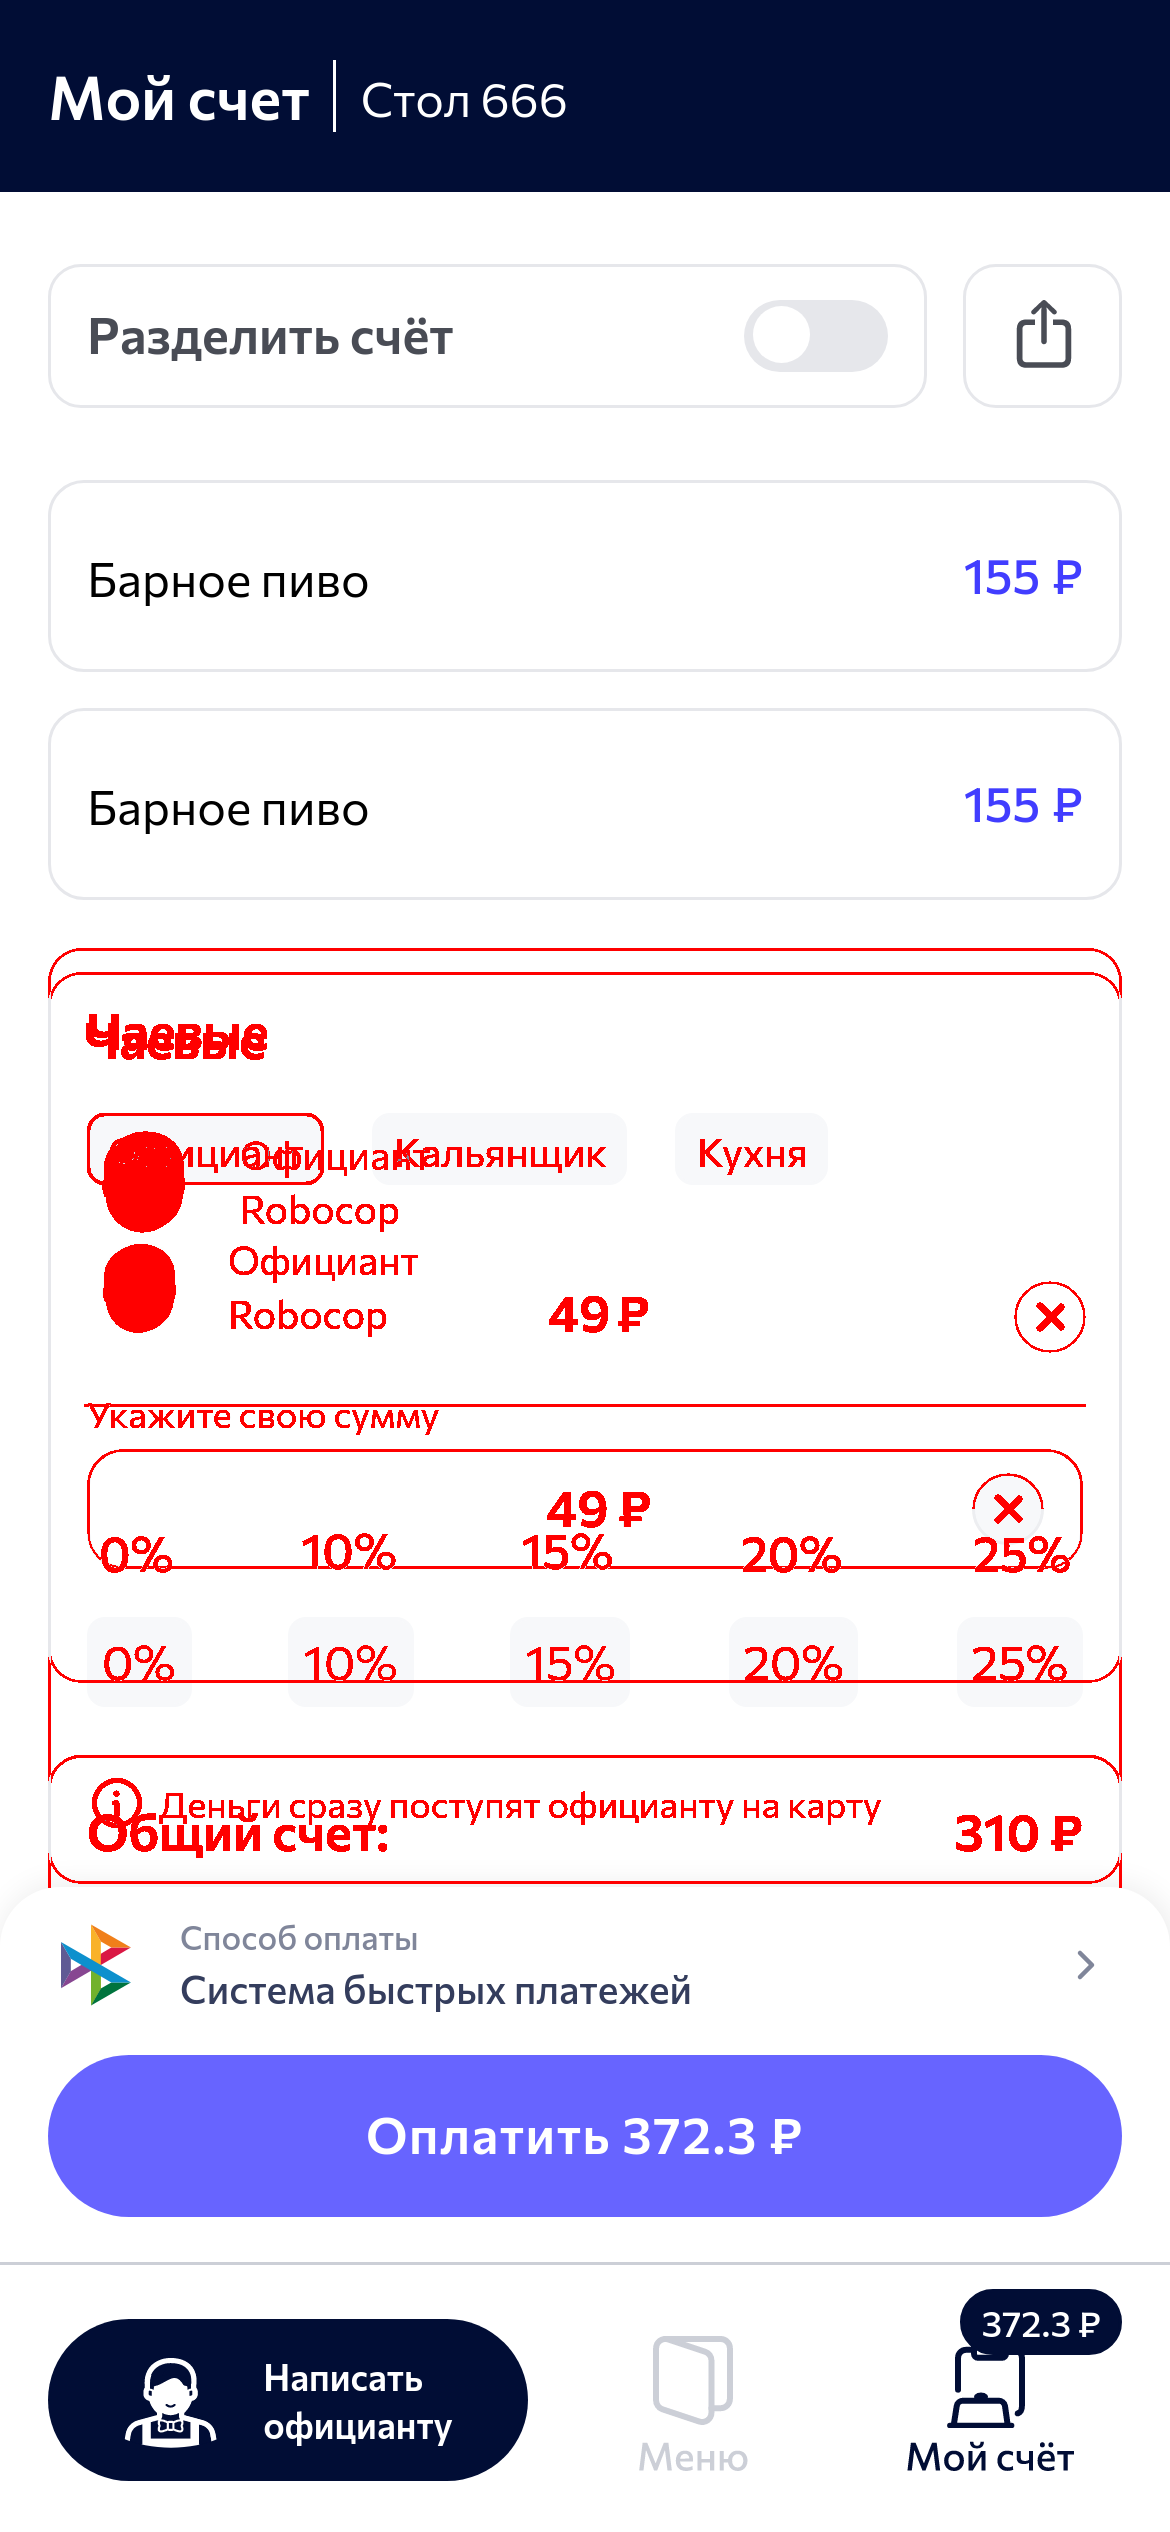 Мой счет
Стол 666
Разделить счёт
Барное пиво
155 ₽
Барное пиво
155 ₽
Чаевые
Чаевые
Кальянщик
Кухня
Официант
Robocop
Официант
Robocop
49 ₽
Укажите свою сумму
49 ₽
0%
10%
15%
20%
25%
0%
10%
15%
20%
25%
Деньги сразу поступят официанту на карту
Общий счет:
310 ₽
Способ оплаты
Система быстрых платежей
Оплатить 372.3 ₽
Написать
официанту
Меню
372.3 ₽
Мой счёт